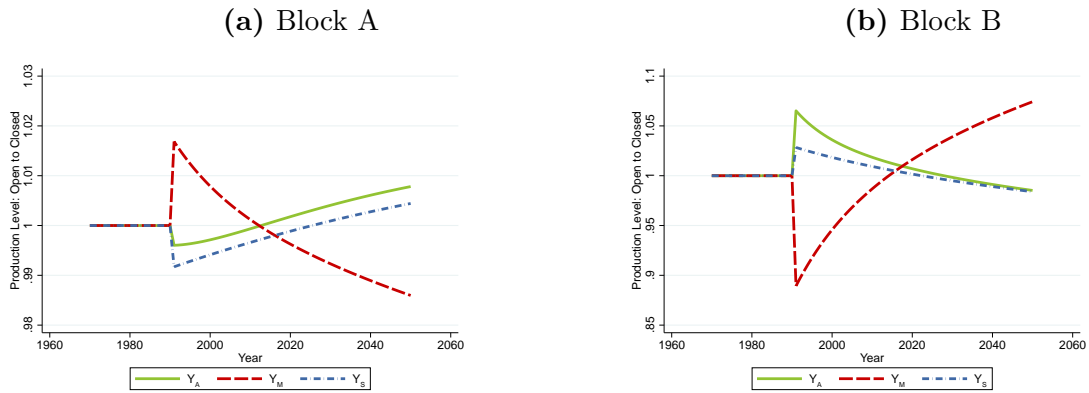 (a) Block A
Production Level: Open to Closed
1.03
1.02
1.01
1
.99
.98
1960 1980 2000 2020 2040 2060
Year
Y_A Y_M Y_S
(b) Block B
Production Level: Open to Closed
1.1
1.05
1
.95
.9
.85
1960 1980 2000 2020 2040 2060
Year
Y_A Y_M Y_S